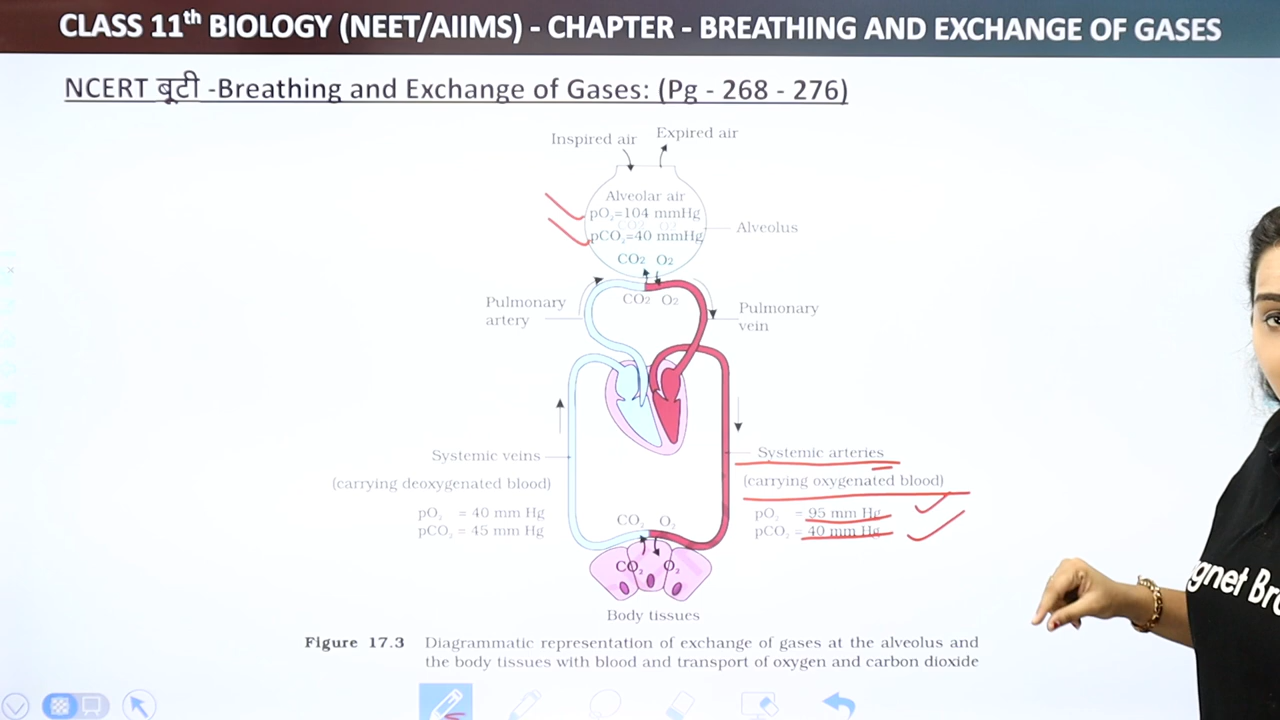 CLASS 11th BIOLOGY (NEET/AIIMS) - CHAPTER - BREATHING AND EXCHANGE OF GASES
NCERT बूटी -Breathing and Exchange of Gases: (Pg - 268 - 276)
Inspired air Expired air
Alveolar air
pO₂=104 mmHg
CO2 O2
pCO₂=40 mmHg
Alveolus
CO2 O2
CO2 O2
Pulmonary
artery
Pulmonary
vein
Systemic veins
(carrying deoxygenated blood)
pO₂ = 40 mm Hg
pCO₂ = 45 mm Hg
Systemic arteries
(carrying oxygenated blood)
pO₂ = 95 mm Hg
pCO₂ = 40 mm Hg
CO₂ O₂
CO₂ O₂
Body tissues
Figure 17.3 Diagrammatic representation of exchange of gases at the alveolus and
the body tissues with blood and transport of oxygen and carbon dioxide
gnet Bra